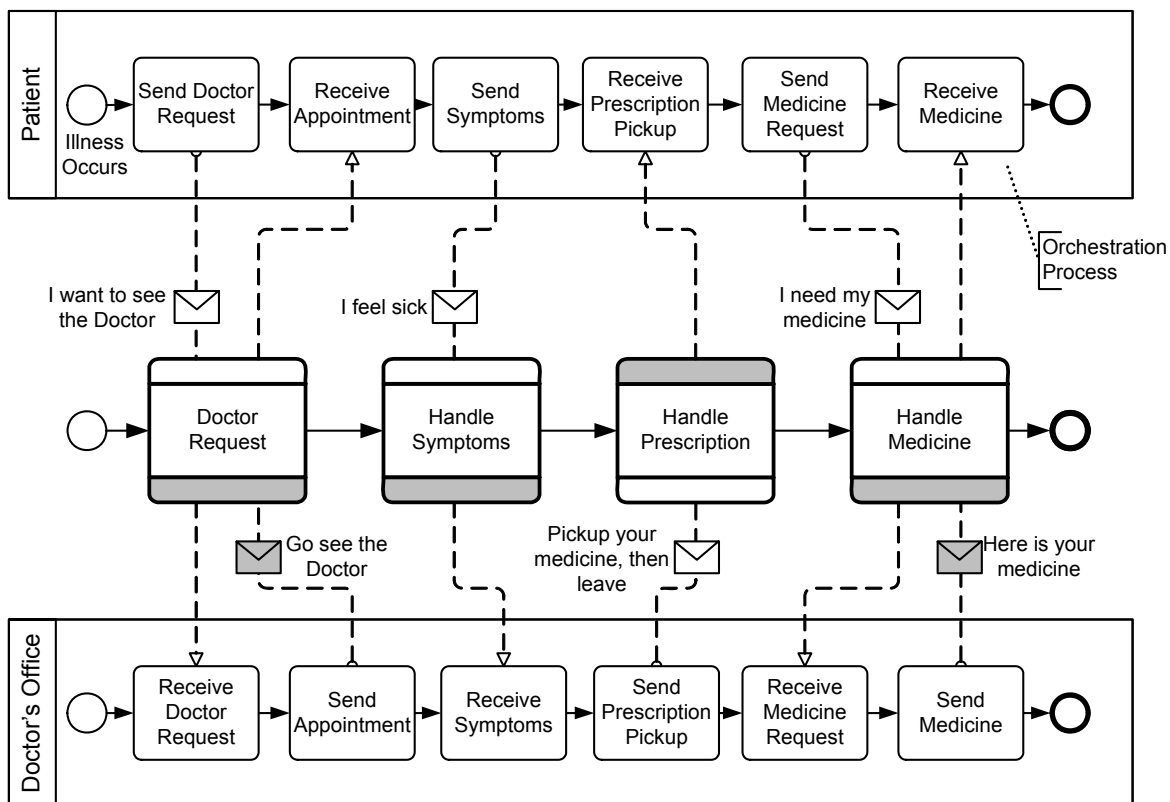 Patient
Illness
Occurs
Send Doctor
Request
Receive
Appointment
Send
Symptoms
Receive
Prescription
Pickup
Send
Medicine
Request
Receive
Medicine
Orchestration
Process
I want to see
the Doctor
I feel sick
I need my
medicine
Doctor
Request
Handle
Symptoms
Handle
Prescription
Handle
Medicine
Go see the
Doctor
Pickup your
medicine, then
leave
Here is your
medicine
Doctor's Office
Receive
Doctor
Request
Send
Appointment
Receive
Symptoms
Send
Prescription
Pickup
Receive
Medicine
Request
Send
Medicine